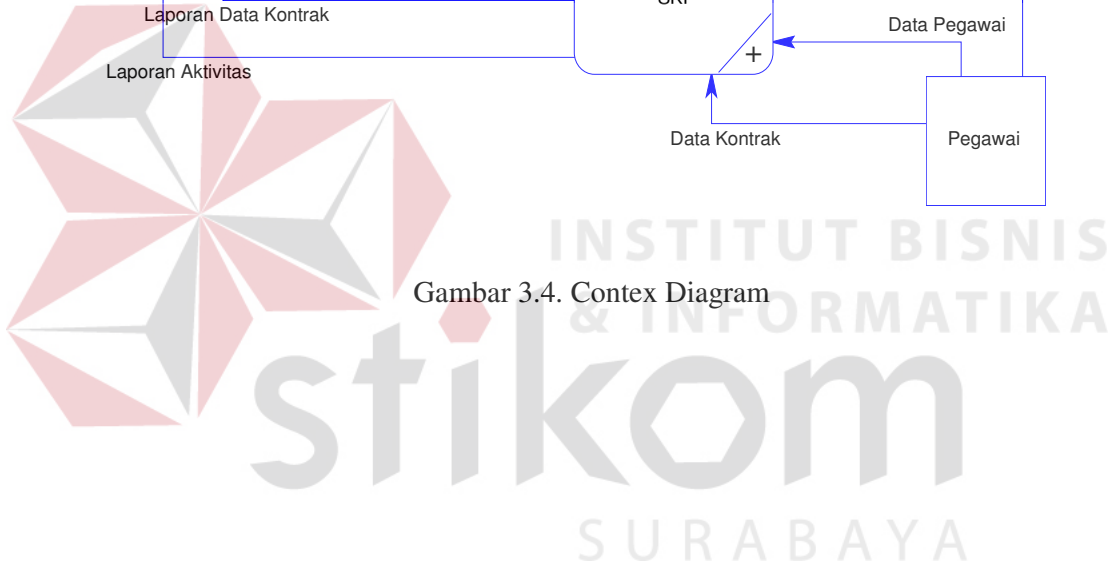 Laporan Data Kontrak
Data Pegawai
+
Laporan Aktivitas
Data Kontrak
Pegawai
INSTITUT BISNIS
Gambar 3.4. Contex Diagram
& INFORMATIKA
stikom
SURABAYA